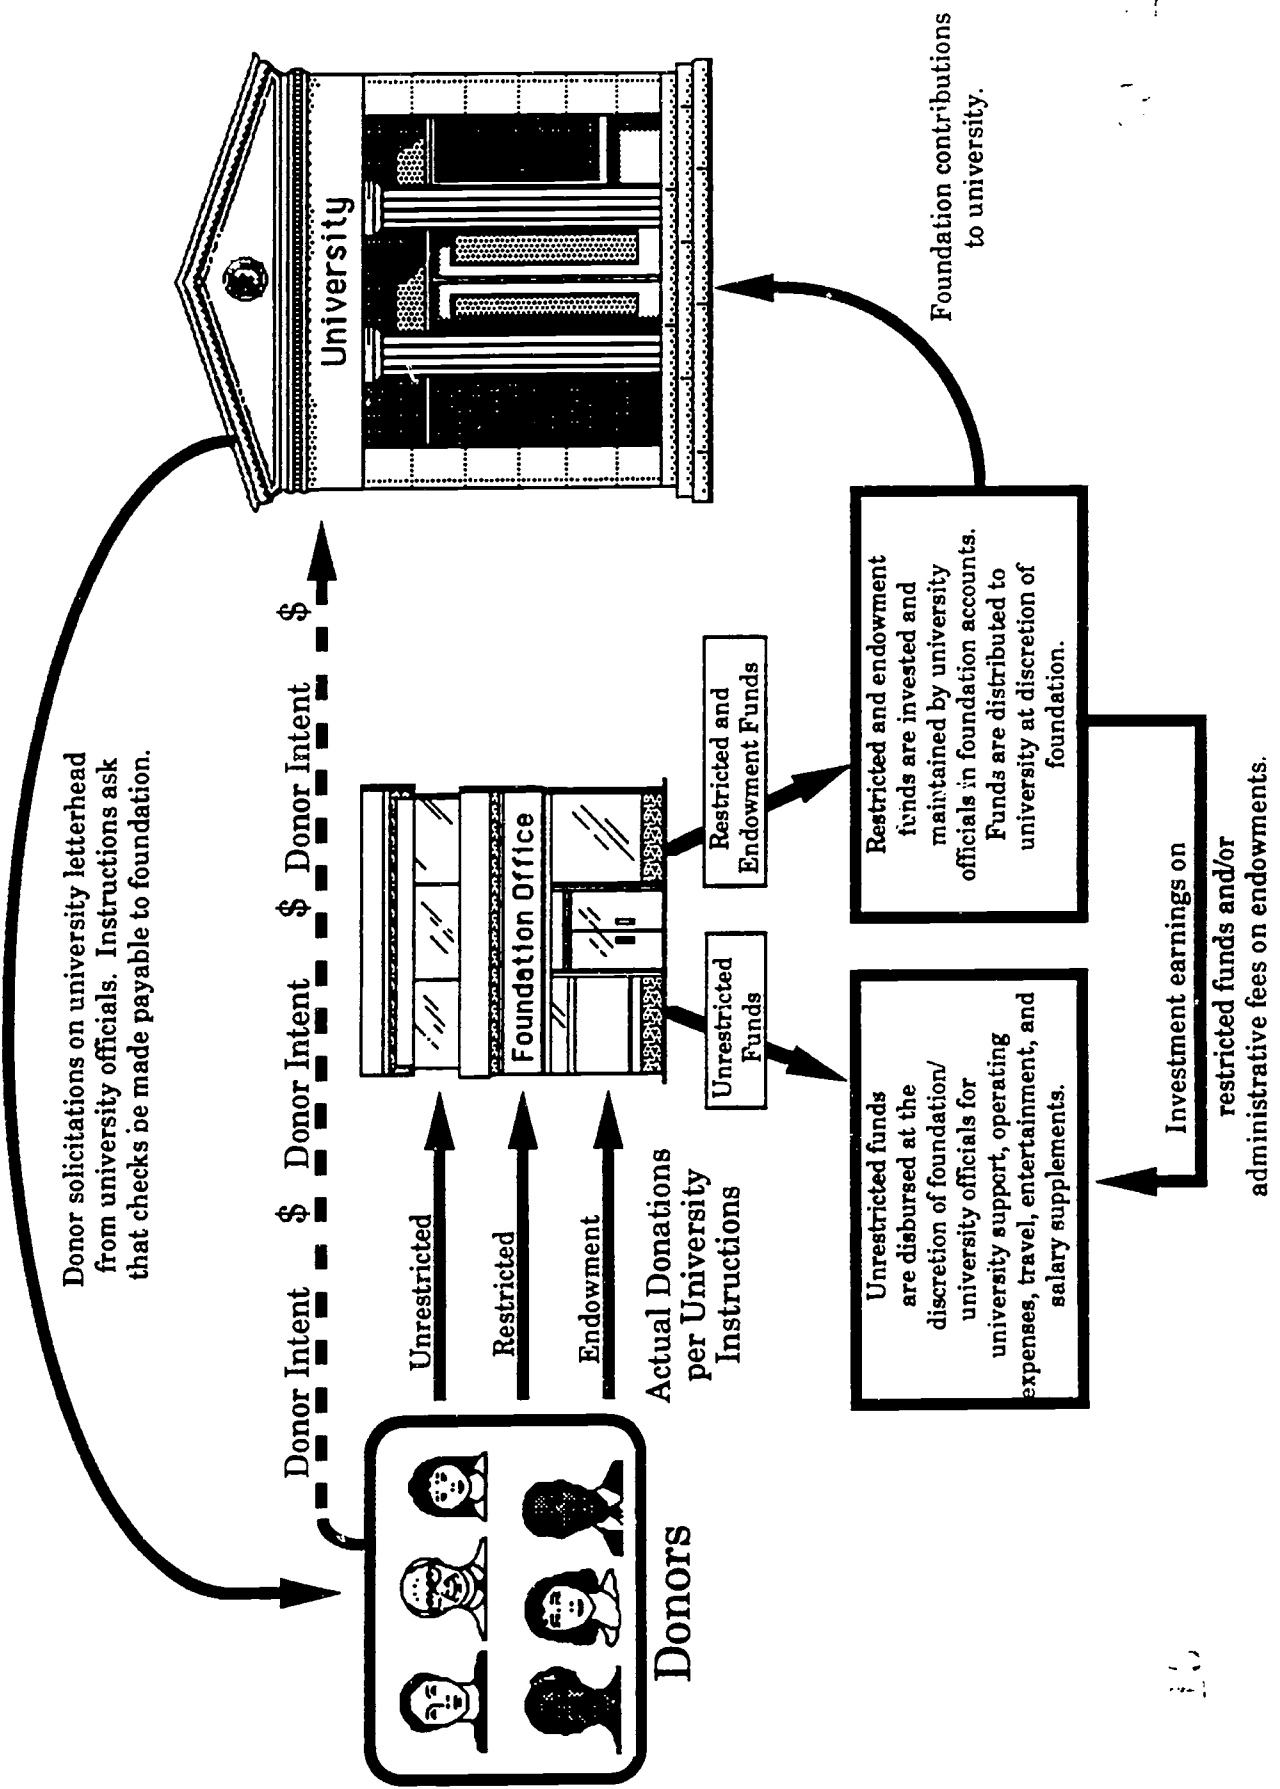 Donor solicitations on university letterhead
from university officials. Instructions ask
that checks be made payable to foundation.
Donor Intent $ Donor Intent $ Donor Intent $ Donor Intent $
University
Unrestricted
Restricted
Endowment
Foundation Office
Actual Donations
per University
Instructions
Donors
Unrestricted
Funds
Restricted and
Endowment Funds
Unrestricted funds
are disbursed at the
discretion of foundation/
university officials for
university support, operating
expenses, travel, entertainment, and
salary supplements.
Restricted and endowment
funds are invested and
maintained by university
officials in foundation accounts.
Funds are distributed to
university at discretion of
foundation.
Foundation contributions
to university.
Investment earnings on
restricted funds and/or
administrative fees on endowments.